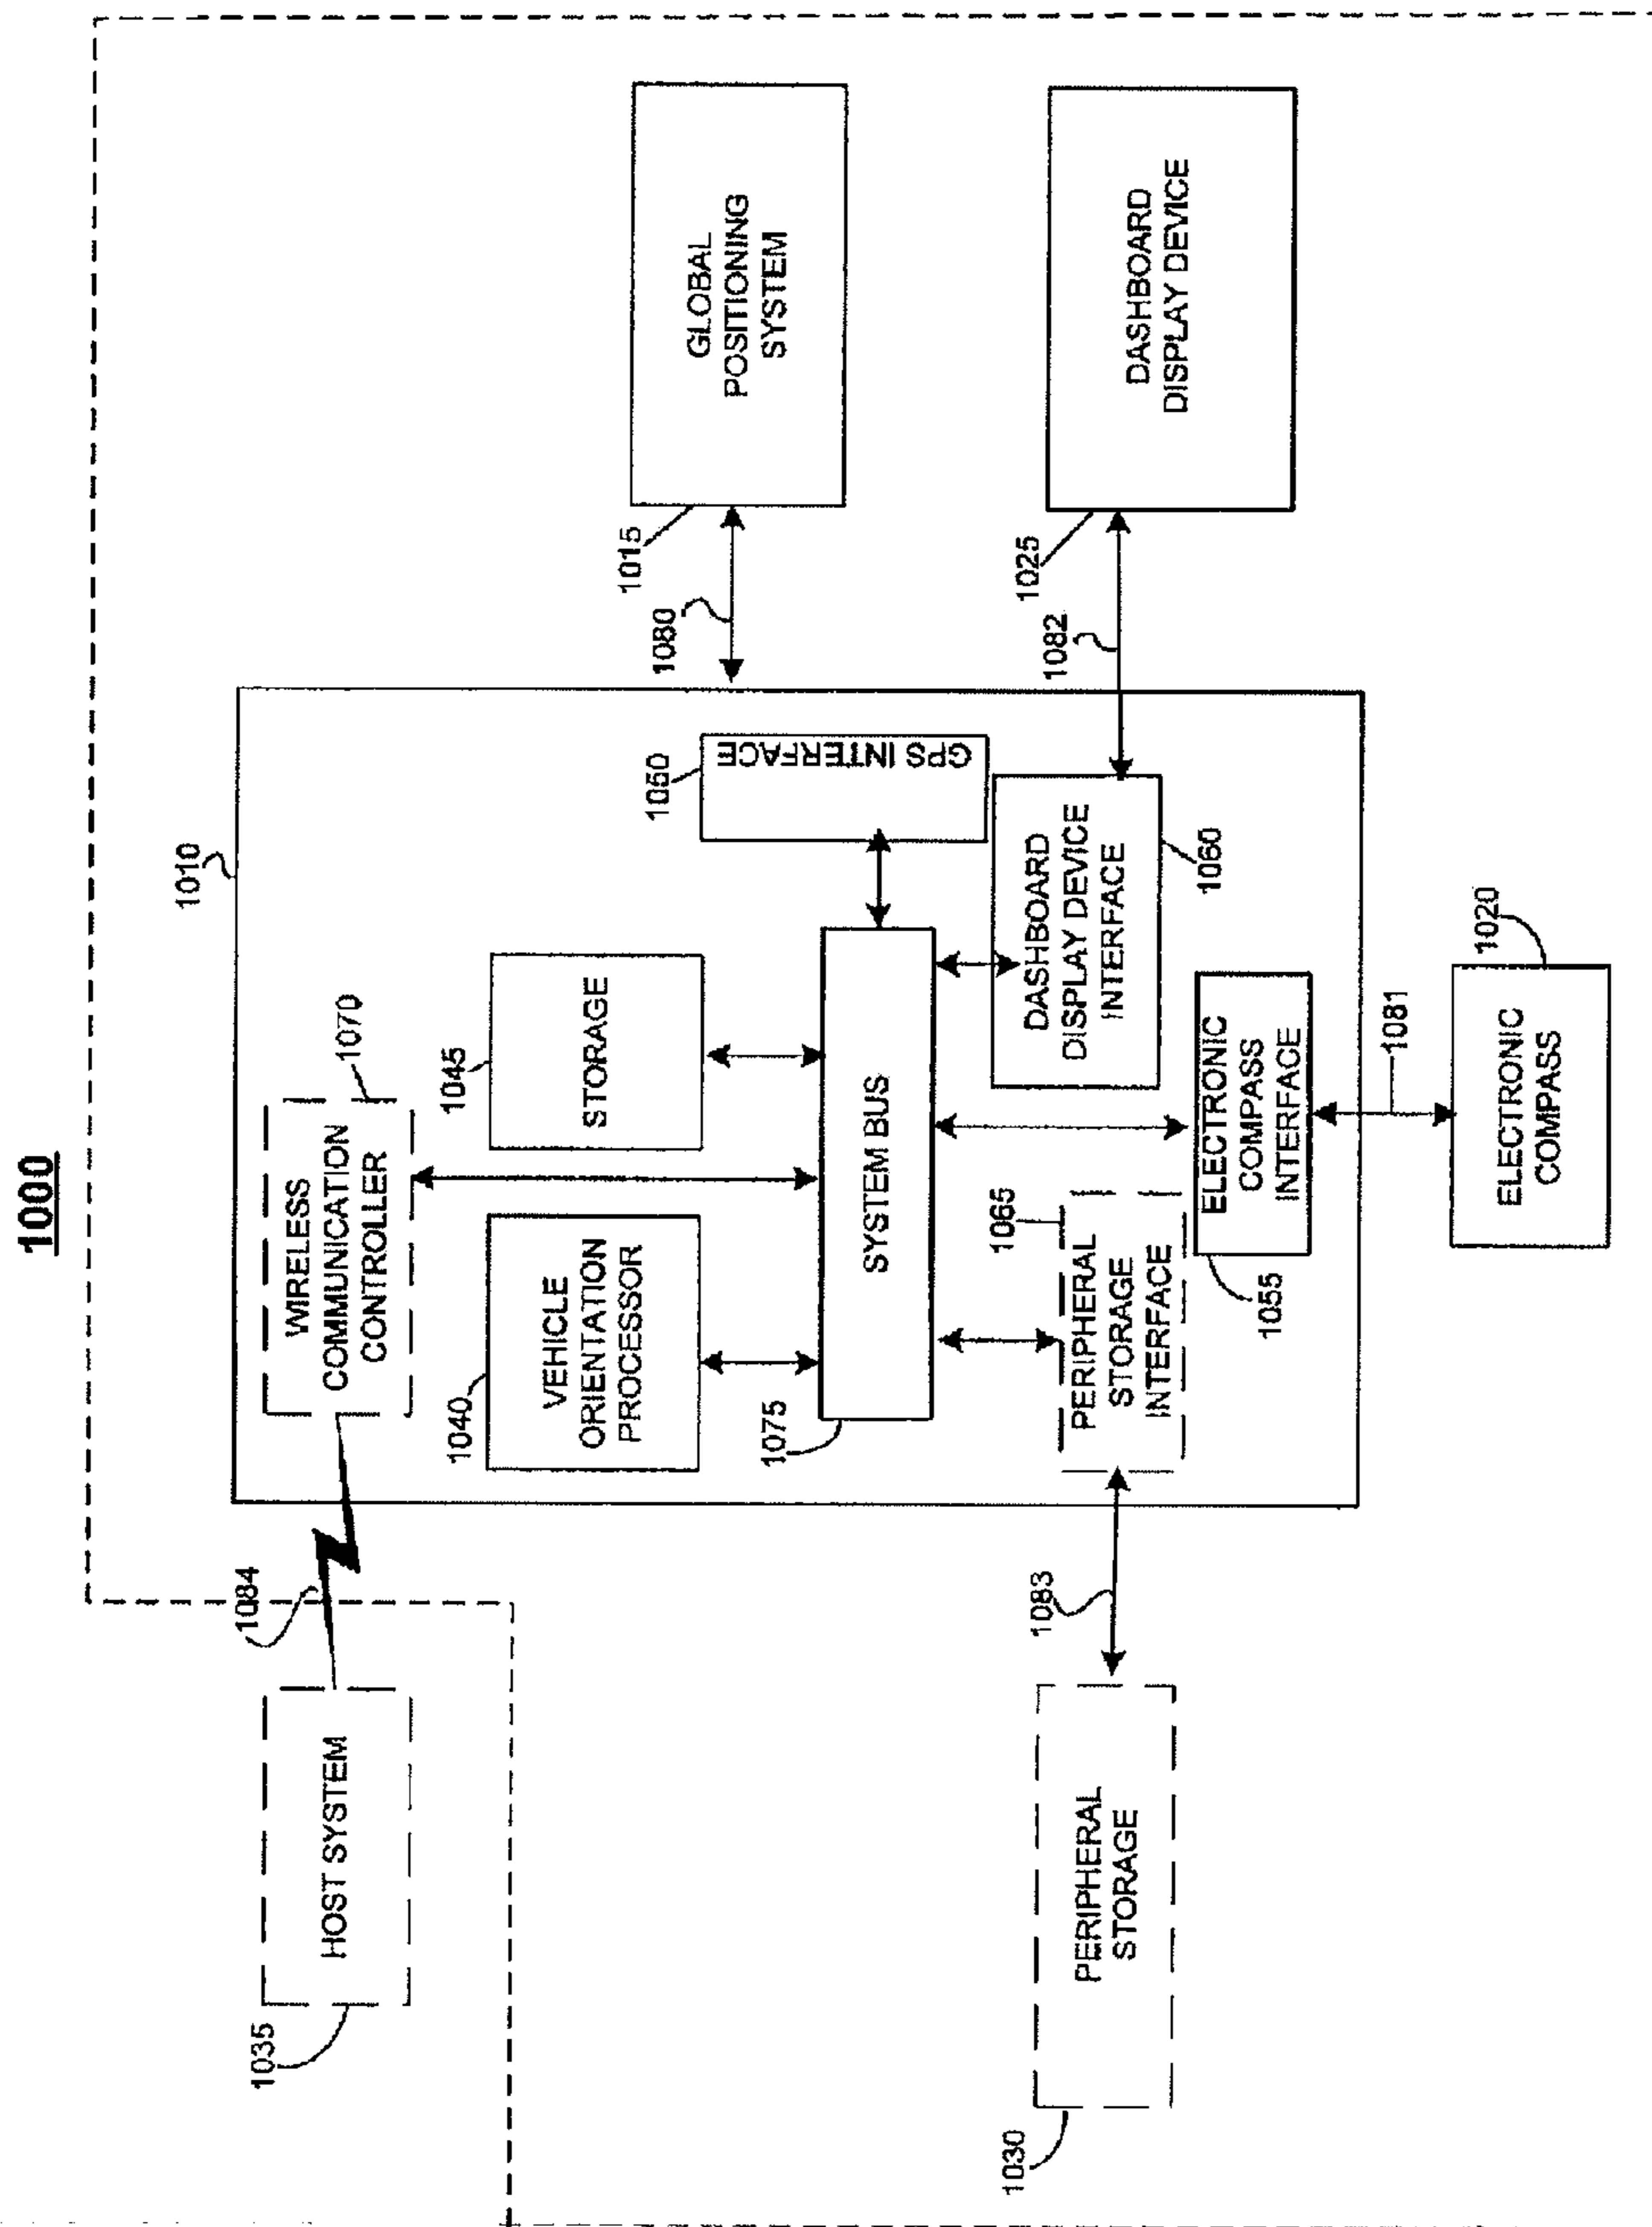 1000
1010
WIRELESS
COMMUNICATION
CONTROLLER
1070
1084
HOST SYSTEM
1035
1040
VEHICLE
ORIENTATION
PROCESSOR
1045
STORAGE
1075
SYSTEM BUS
1050
GPS INTERFACE
1080
1015
GLOBAL
POSITIONING
SYSTEM
DASHBOARD
DISPLAY DEVICE
INTERFACE
1060
1082
1025
DASHBOARD
DISPLAY DEVICE
1065
PERIPHERAL
STORAGE
INTERFACE
1083
1030
PERIPHERAL
STORAGE
ELECTRONIC
COMPASS
INTERFACE
1055
1081
1020
ELECTRONIC
COMPASS